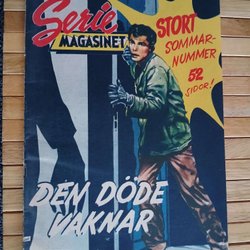 Serie
MAGASINET
STORT
SOMMAR-
NUMMER
52
SIDOR!
DEN DÖDE
VAKNAR